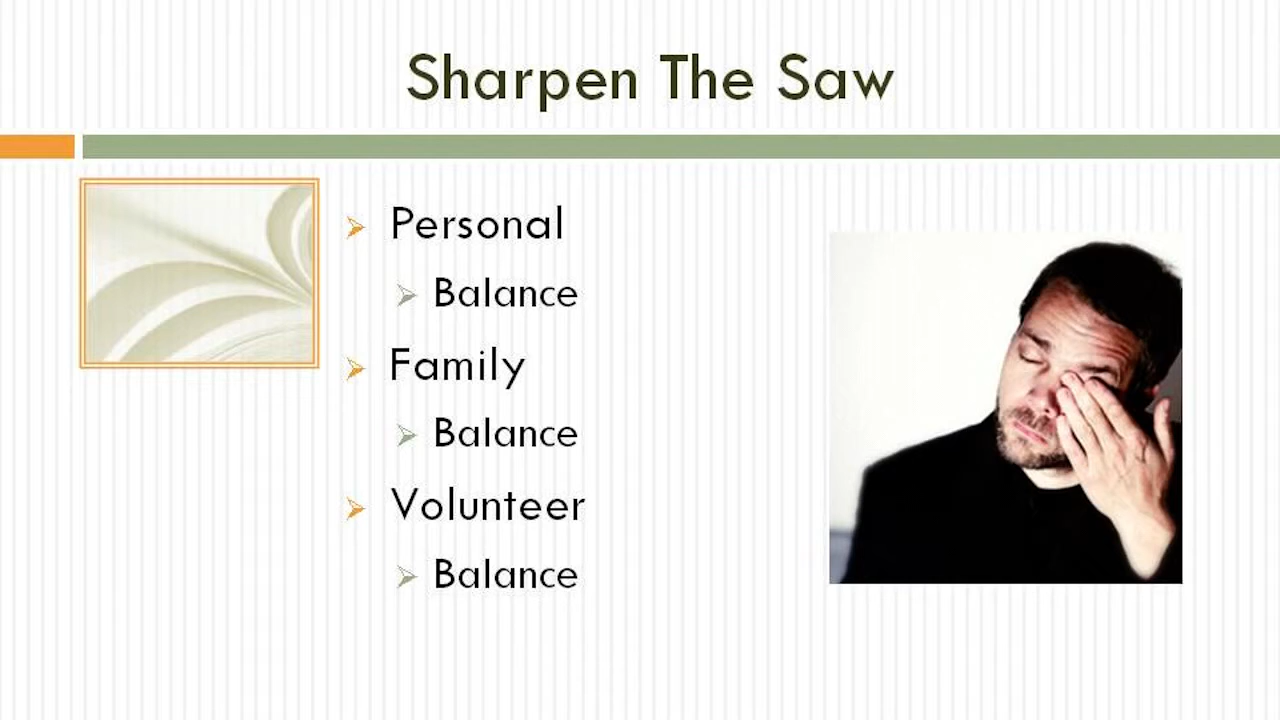 Sharpen The Saw
Personal
Balance
Family
Balance
Volunteer
Balance